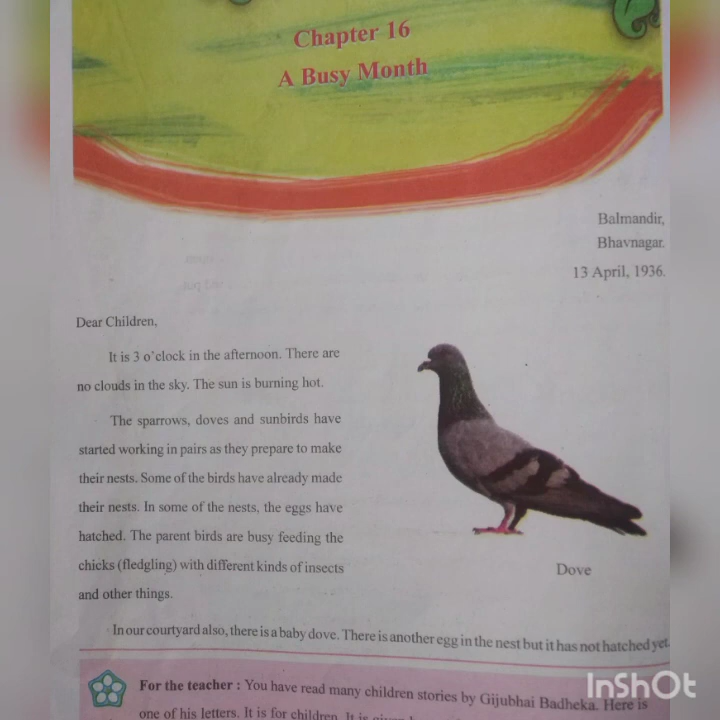 Chapter 16
A Busy Month
Balmandir,
Bhavnagar.
13 April, 1936.
Dear Children,
It is 3 o'clock in the afternoon. There are
no clouds in the sky. The sun is burning hot.
The sparrows, doves and sunbirds have
started working in pairs as they prepare to make
their nests. Some of the birds have already made
their nests. In some of the nests, the eggs have
hatched. The parent birds are busy feeding the
chicks (fledgling) with different kinds of insects
and other things.
Dove
In our courtyard also, there is a baby dove. There is another egg in the nest but it has not hatched yet.
For the teacher : You have read many children stories by Gijubhai Badheka. Here is
one of his letters. It is for children. It is
InShOt